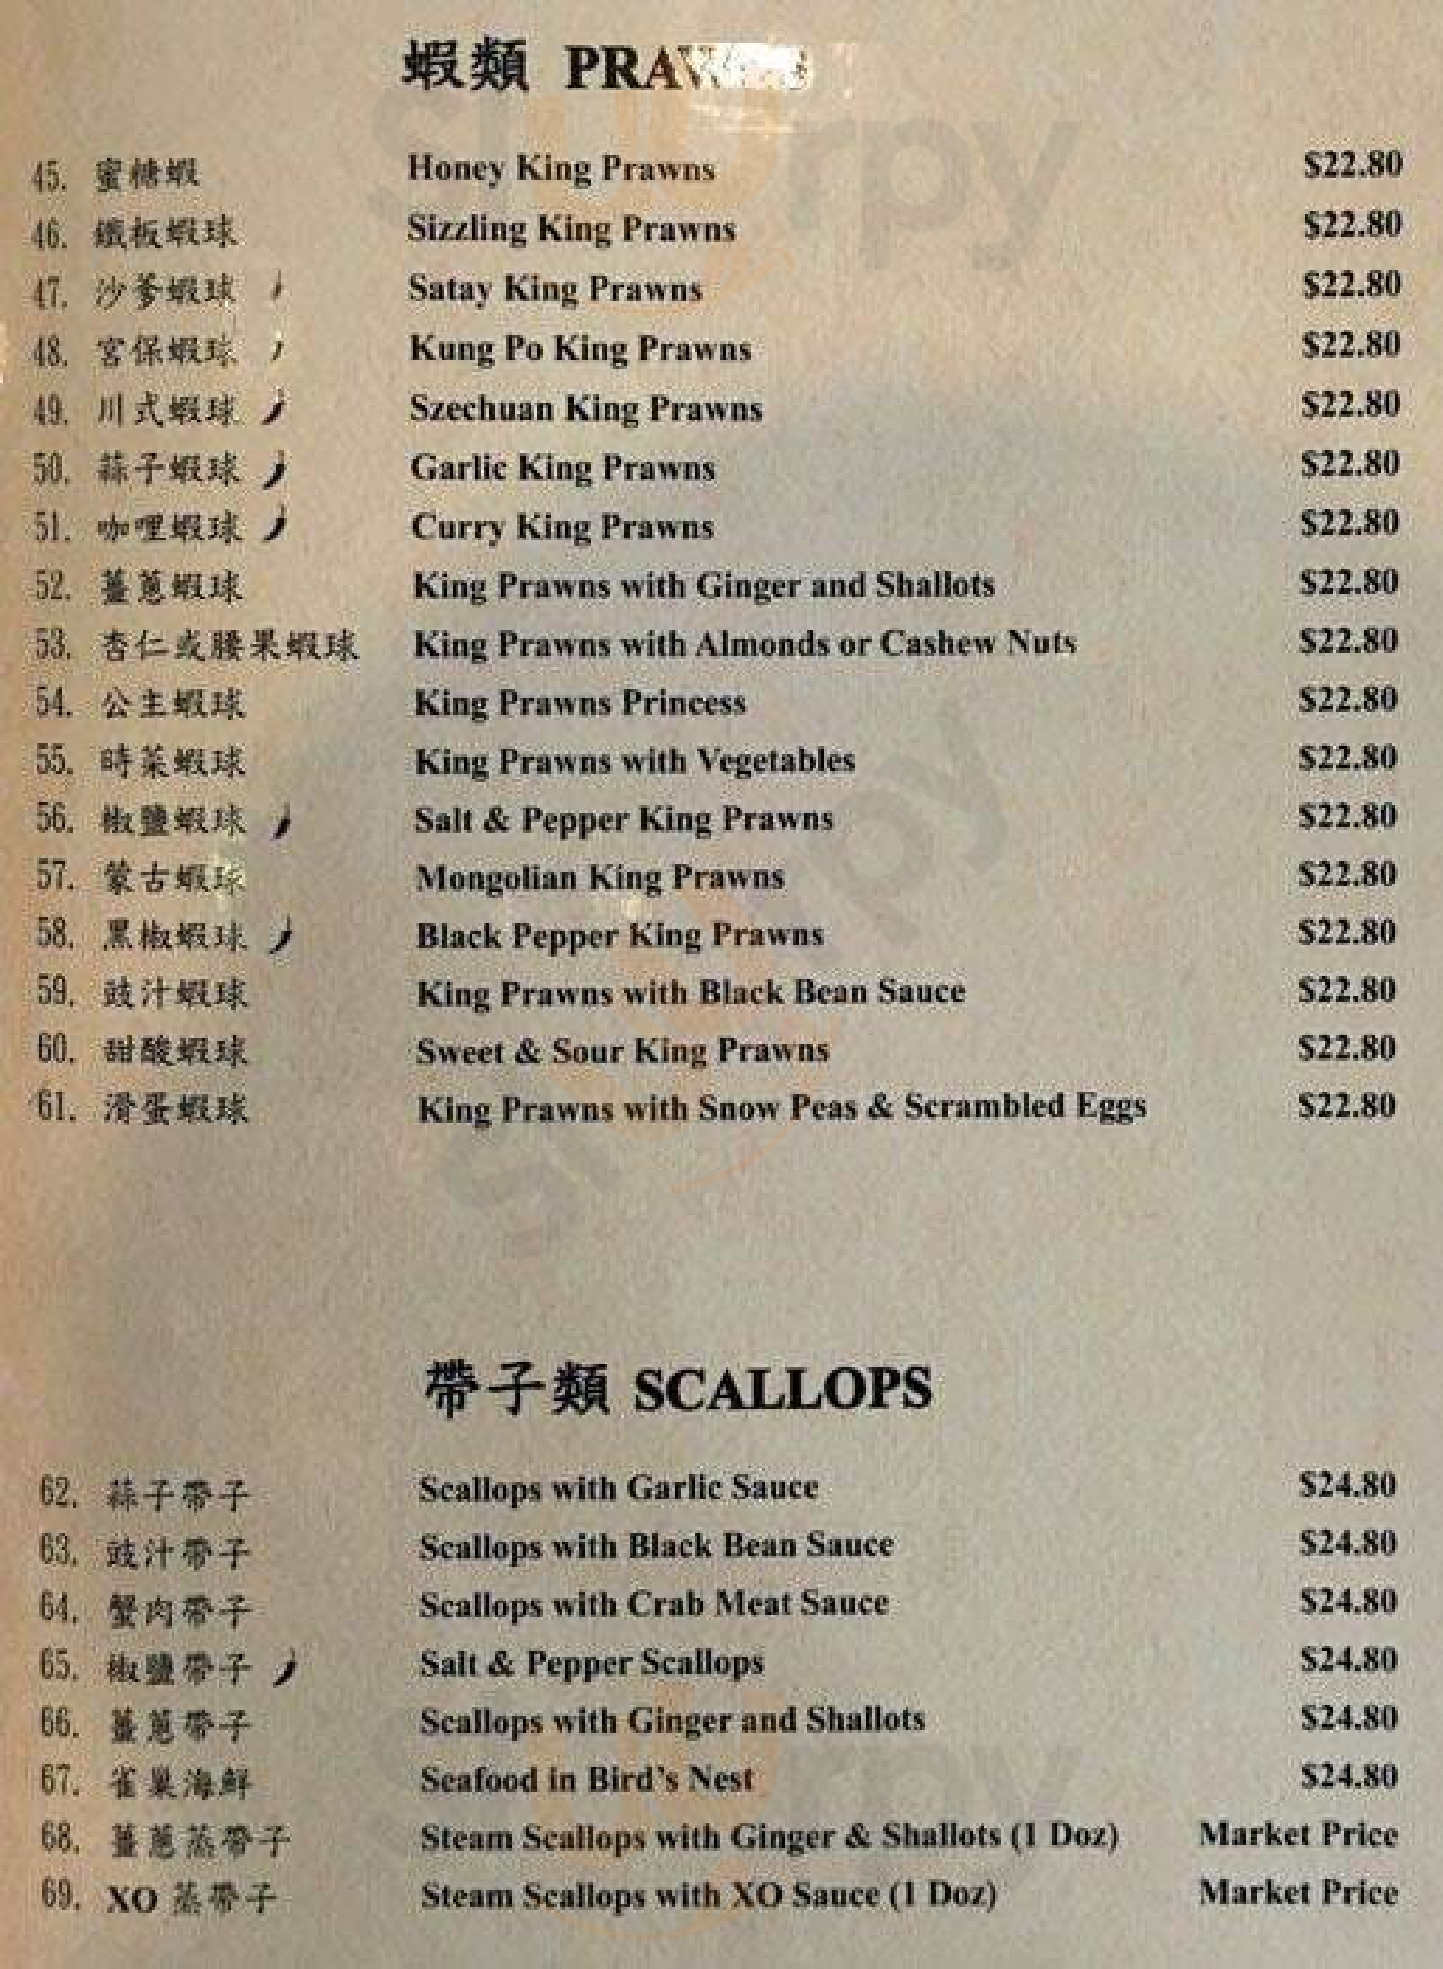 蝦類 PRAWNS
45. 蜜糖蝦 Honey King Prawns $22.80
46. 鐵板蝦球 Sizzling King Prawns $22.80
47. 沙爹蝦球 Satay King Prawns $22.80
48. 宮保蝦球 Kung Po King Prawns $22.80
49. 川式蝦球 Szechuan King Prawns $22.80
50. 蒜子蝦球 Garlic King Prawns $22.80
51. 咖哩蝦球 Curry King Prawns $22.80
52. 薑蔥蝦球 King Prawns with Ginger and Shallots $22.80
53. 杏仁或腰果蝦球 King Prawns with Almonds or Cashew Nuts $22.80
54. 公主蝦球 King Prawns Princess $22.80
55. 時菜蝦球 King Prawns with Vegetables $22.80
56. 椒鹽蝦球 Salt & Pepper King Prawns $22.80
57. 蒙古蝦球 Mongolian King Prawns $22.80
58. 黑椒蝦球 Black Pepper King Prawns $22.80
59. 豉汁蝦球 King Prawns with Black Bean Sauce $22.80
60. 甜酸蝦球 Sweet & Sour King Prawns $22.80
61. 滑蛋蝦球 King Prawns with Snow Peas & Scrambled Eggs $22.80
帶子類 SCALLOPS
62. 蒜子帶子 Scallops with Garlic Sauce $24.80
63. 豉汁帶子 Scallops with Black Bean Sauce $24.80
64. 蟹肉帶子 Scallops with Crab Meat Sauce $24.80
65. 椒鹽帶子 Salt & Pepper Scallops $24.80
66. 薑蔥帶子 Scallops with Ginger and Shallots $24.80
67. 雀巢海鮮 Seafood in Bird's Nest $24.80
68. 薑蔥蒸帶子 Steam Scallops with Ginger & Shallots (1 Doz) Market Price
69. XO 蒸帶子 Steam Scallops with XO Sauce (1 Doz) Market Price